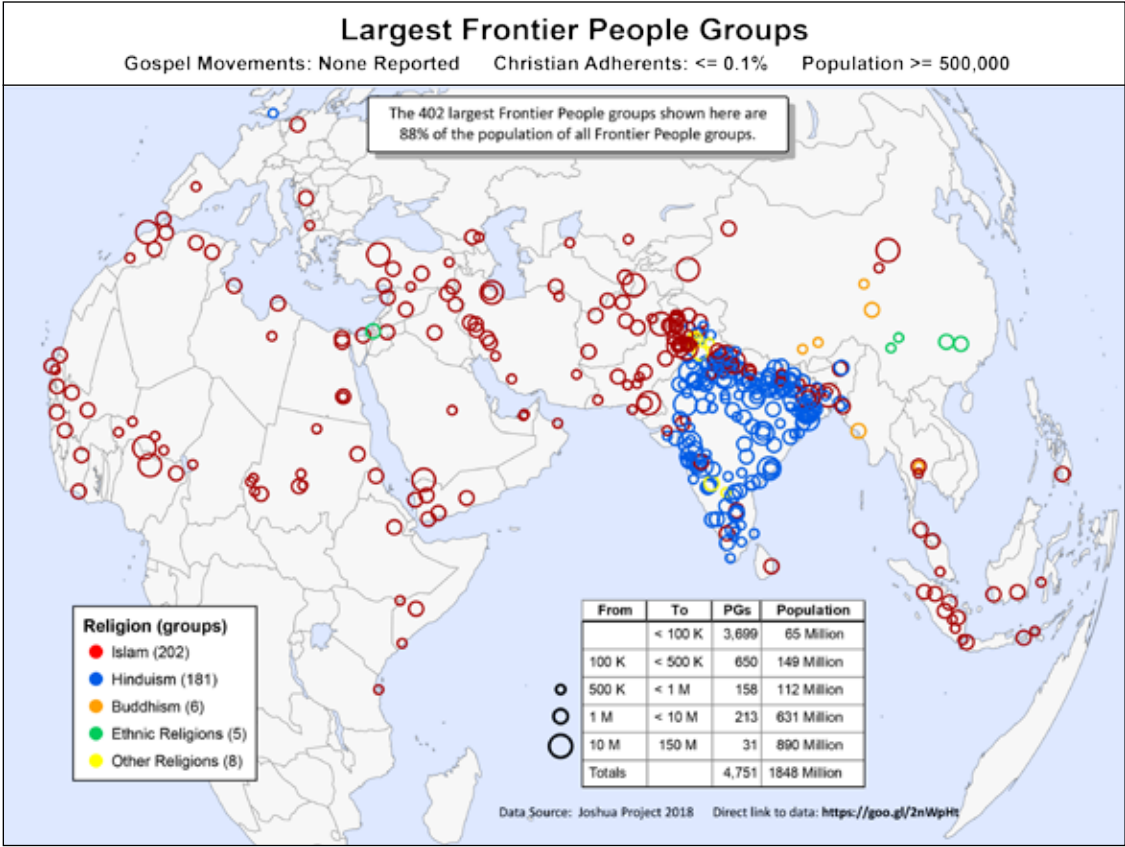 Largest Frontier People Groups
Gospel Movements: None Reported Christian Adherents: <= 0.1% Population >= 500,000
The 402 largest Frontier People groups shown here are
88% of the population of all Frontier People groups.
Religion (groups)
Islam (202)
Hinduism (181)
Buddhism (6)
Ethnic Religions (5)
Other Religions (8)
From To PGs Population
< 100 K 3,699 65 Million
100 K < 500 K 650 149 Million
500 K < 1 M 158 112 Million
1 M < 10 M 213 631 Million
10 M 150 M 31 890 Million
Totals 4,751 1848 Million
Data Source: Joshua Project 2018 Direct link to data: https://goo.gl/2nWpHt